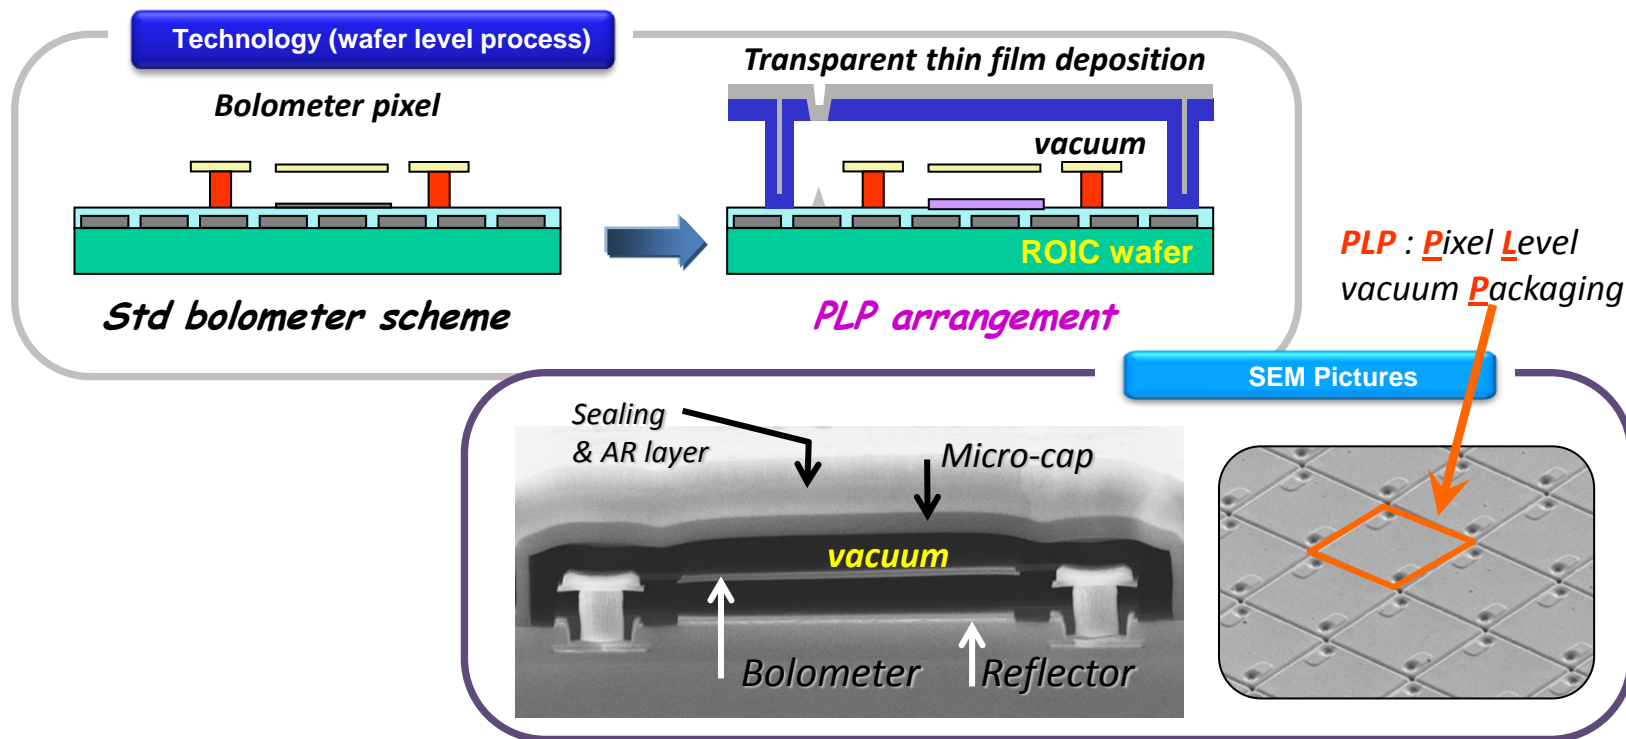 Technology (wafer level process)
Bolometer pixel
Transparent thin film deposition
vacuum
ROIC wafer
Std bolometer scheme
PLP arrangement
PLP : Pixel Level
vacuum Packaging
SEM Pictures
Sealing
& AR layer
Micro-cap
vacuum
Bolometer
Reflector